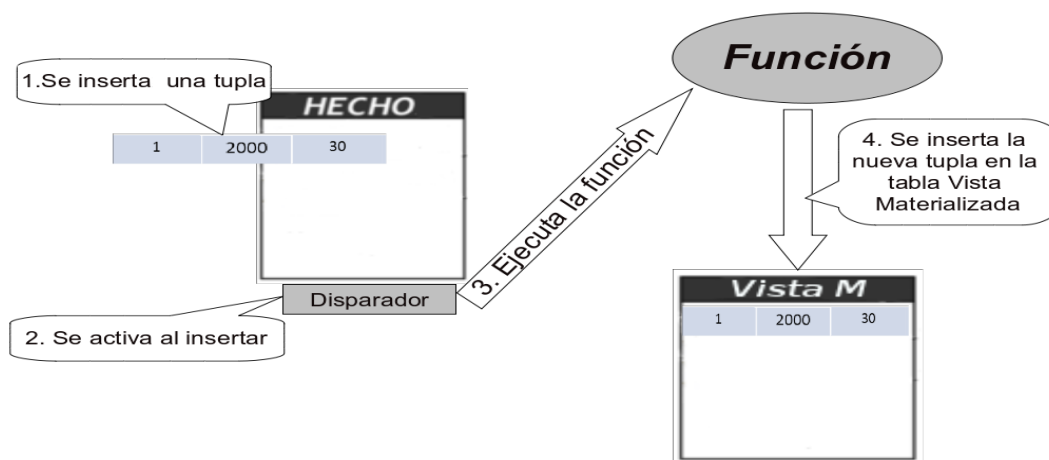 Función
1.Se inserta  una tupla
HECHO
1 2000 30
3. Ejecuta la función
4. Se inserta la
nueva tupla en la
tabla Vista
Materializada
Disparador
2. Se activa al insertar
Vista M
1 2000 30